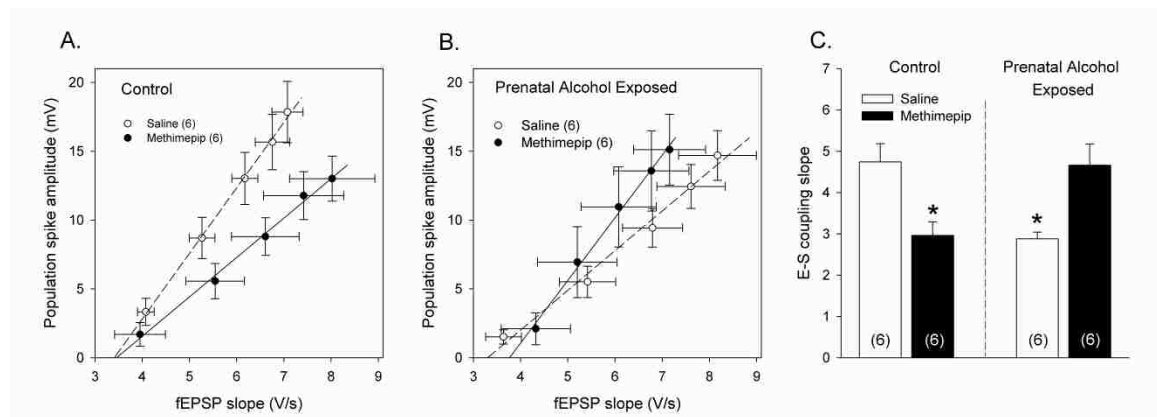 A.
Population spike amplitude (mV)
20
15
10
5
0
Control
Saline (6)
Methimepip (6)
3 4 5 6 7 8 9
fEPSP slope (V/s)
B.
Population spike amplitude (mV)
20
15
10
5
0
Prenatal Alcohol Exposed
Saline (6)
Methimepip (6)
3 4 5 6 7 8 9
fEPSP slope (V/s)
C.
Control
Prenatal Alcohol
Exposed
E-S coupling slope
7
6
5
4
3
2
1
0
Saline
Methimepip
* *
(6) (6) (6) (6)